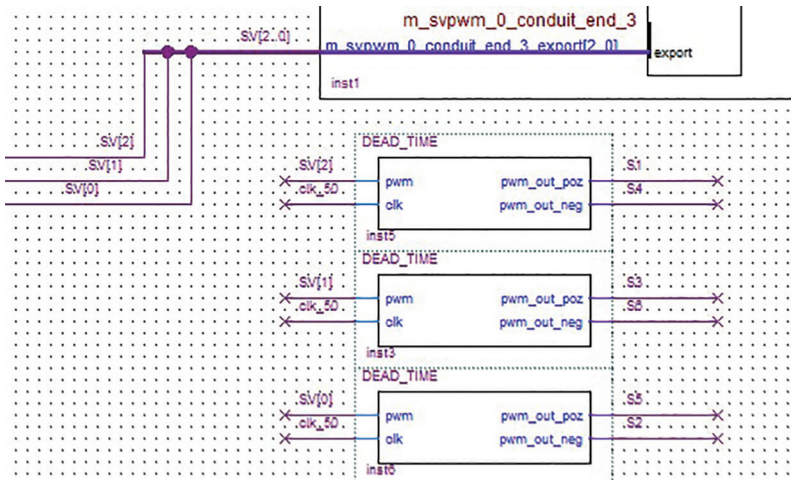 m_svpwm_0_conduit_end_3
SV[2..0]
m_svpwm_0_conduit_end_3_export[2..0]
export
inst1
SV[2]
SV[1]
SV[0]
DEAD_TIME
SV[2]
pwm
pwm_out_poz
S1
clk_50
clk
pwm_out_neg
S4
inst5
DEAD_TIME
SV[1]
pwm
pwm_out_poz
S3
clk_50
clk
pwm_out_neg
S6
inst3
DEAD_TIME
SV[0]
pwm
pwm_out_poz
S5
clk_50
clk
pwm_out_neg
S2
inst6